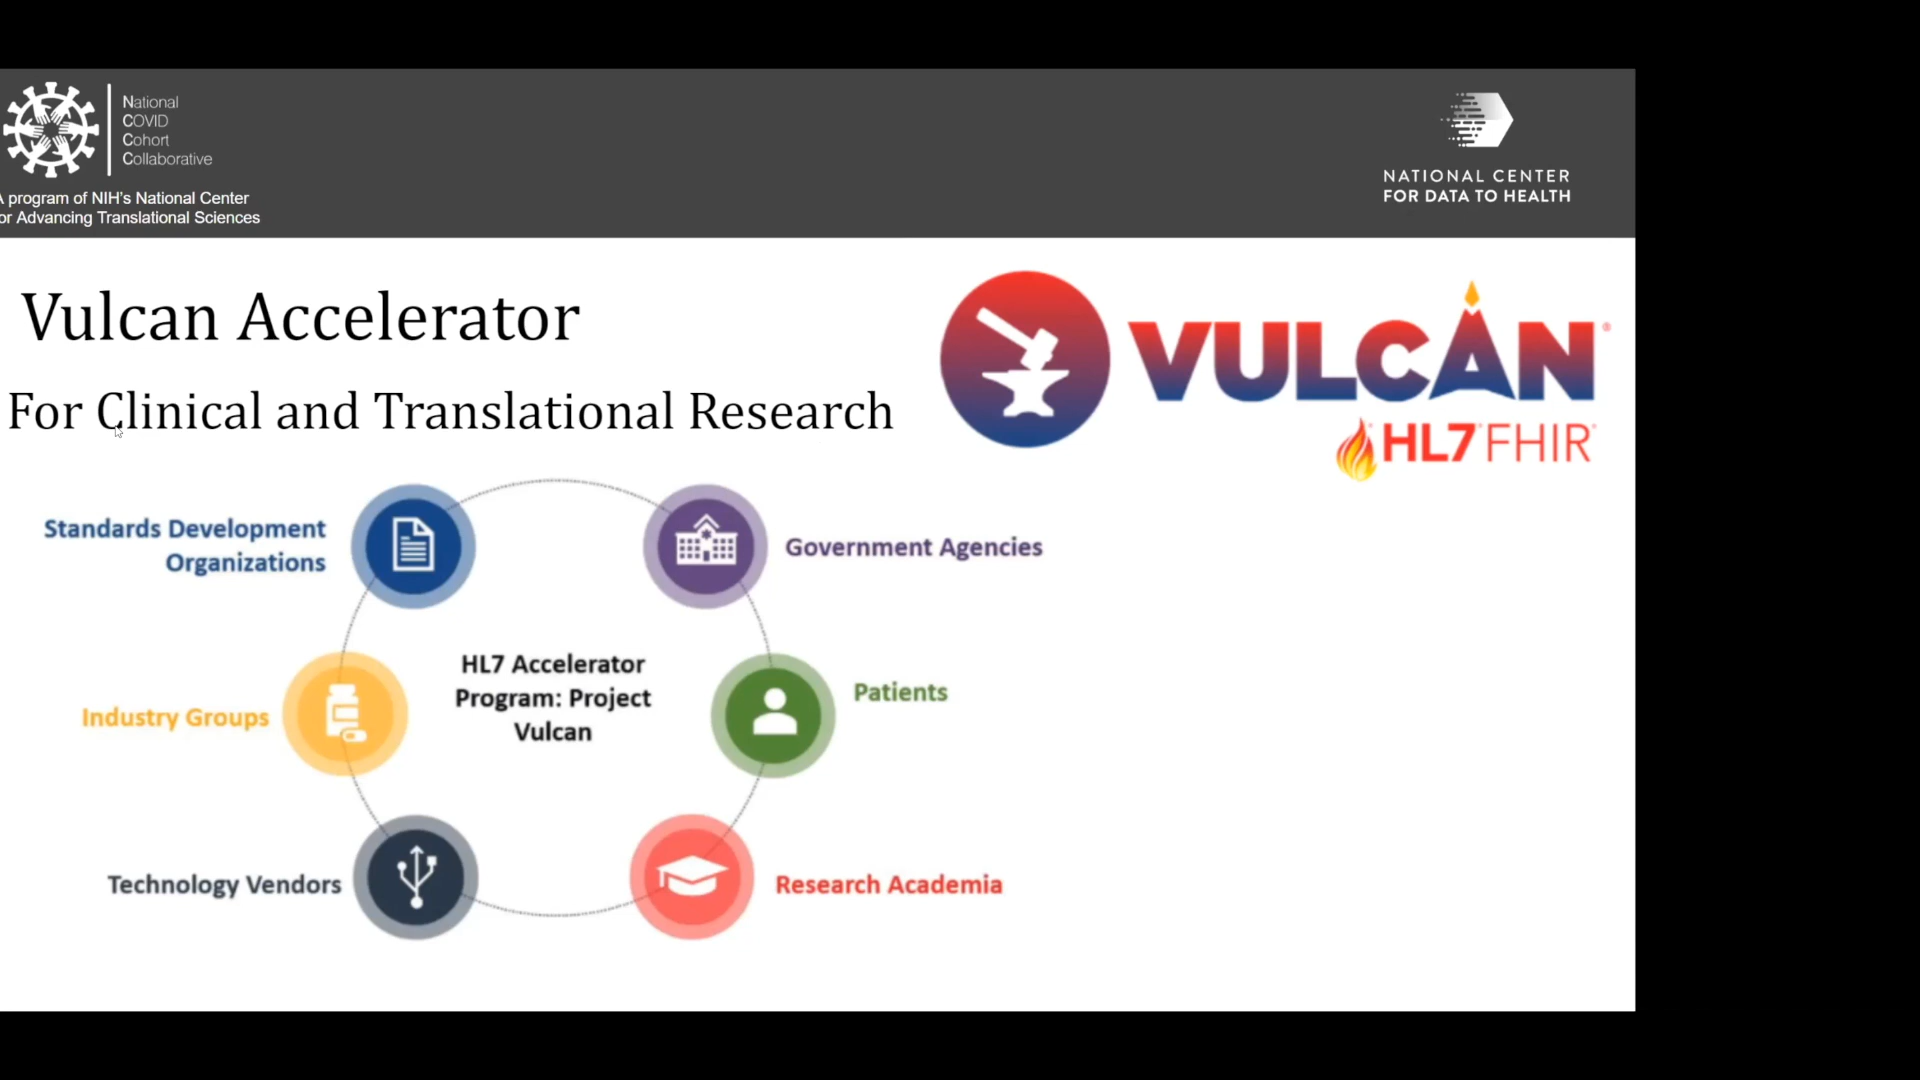 National
COVID
Cohort
Collaborative
A program of NIH's National Center
or Advancing Translational Sciences
NATIONAL CENTER
FOR DATA TO HEALTH
Vulcan Accelerator
For Clinical and Translational Research
VULCAN®
HL7® FHIR®
Standards Development
Organizations
Government Agencies
HL7 Accelerator
Program: Project
Vulcan
Patients
Industry Groups
Technology Vendors
Research Academia